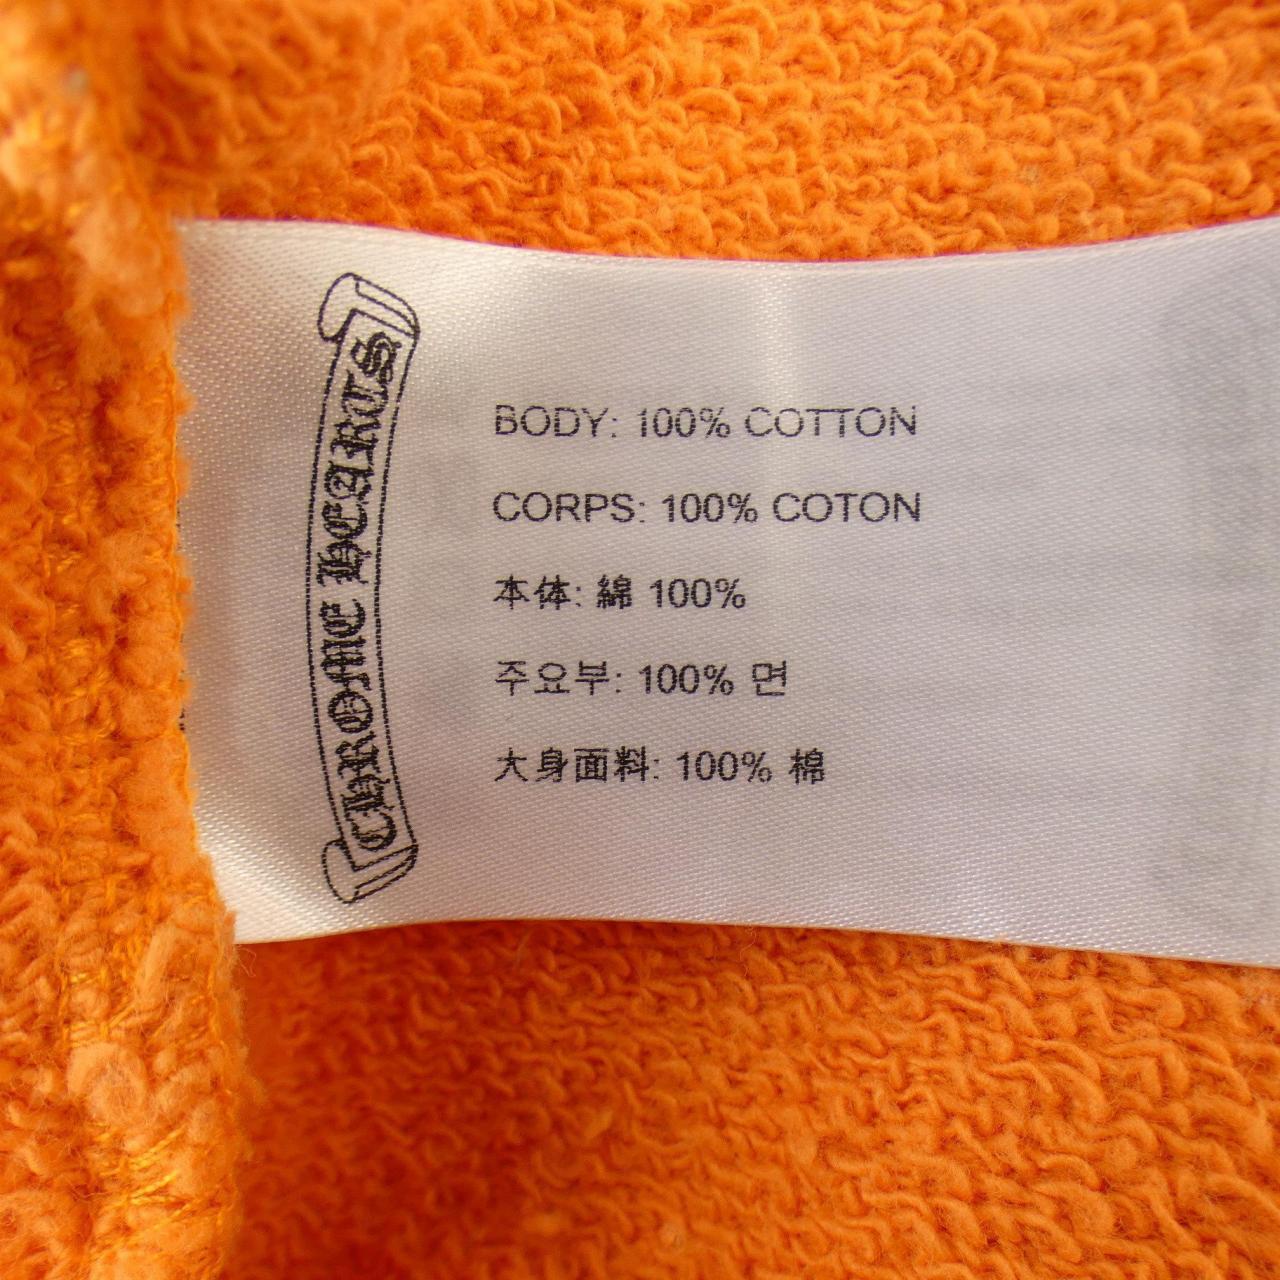 CHROME HEARTS
BODY: 100% COTTON
CORPS: 100% COTON
本体: 綿 100%
주요부: 100% 면
大身面料: 100% 棉